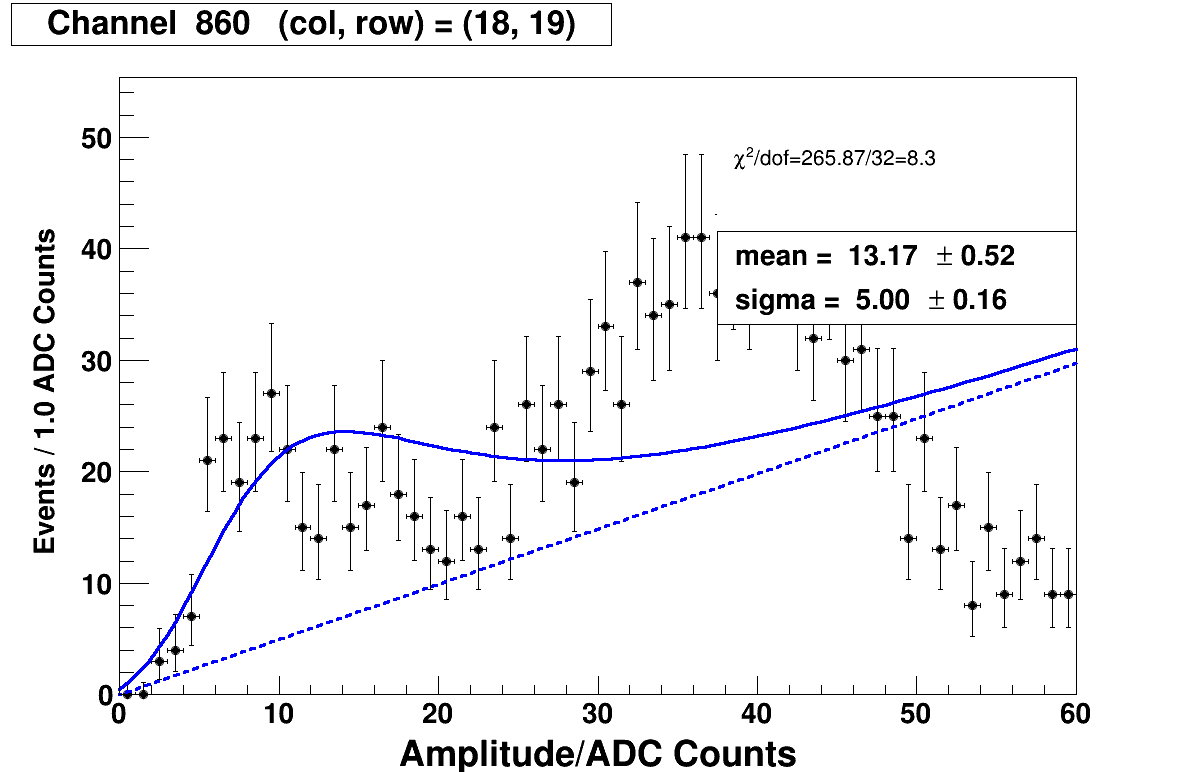 Channel 860 (col, row) = (18, 19)
χ²/dof=265.87/32=8.3
mean = 13.17 ± 0.52
sigma = 5.00 ± 0.16
Events / 1.0 ADC Counts
50
40
30
20
10
0
0 10 20 30 40 50 60
Amplitude/ADC Counts